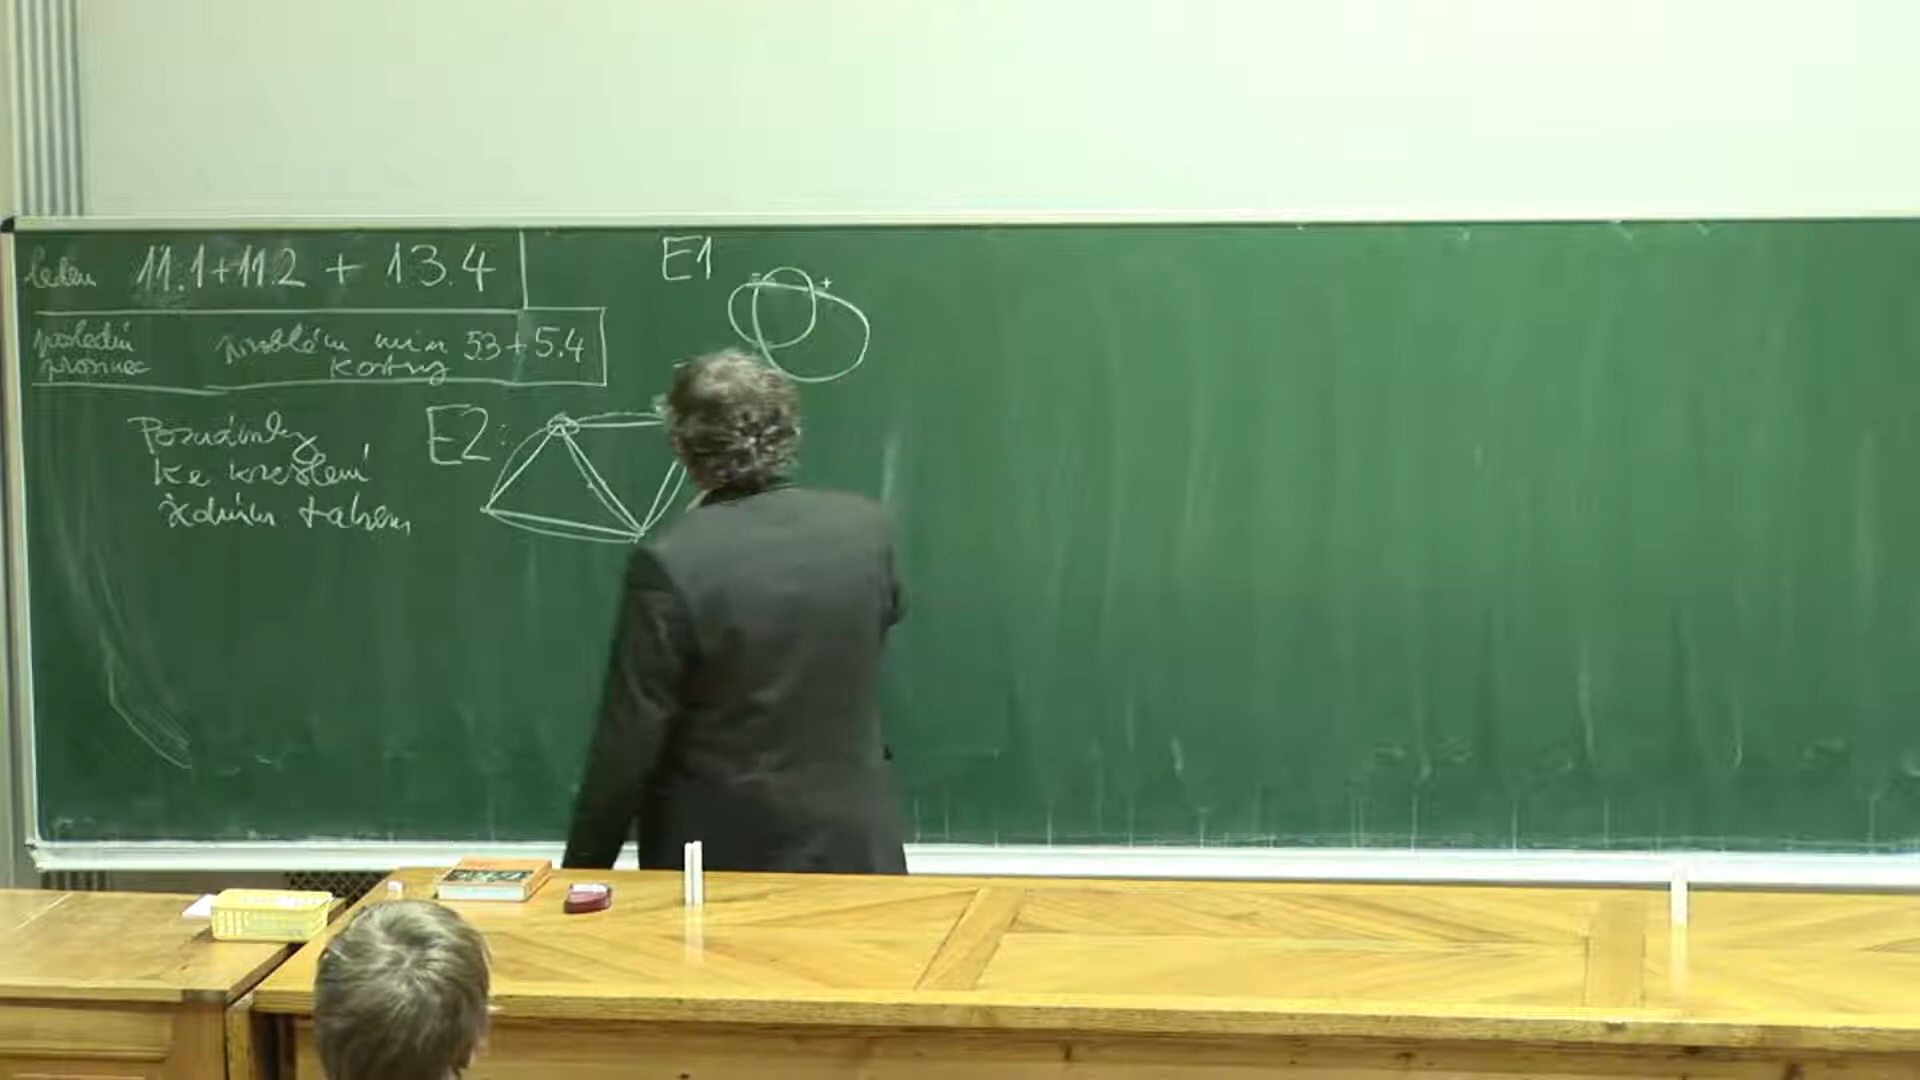 leden 11.1+11.2 + 13.4
poslední problém min 5.3+5.4
prosinec kostry
Poznámky
ke kreslení
jedním tahem
E1
- +
E2: